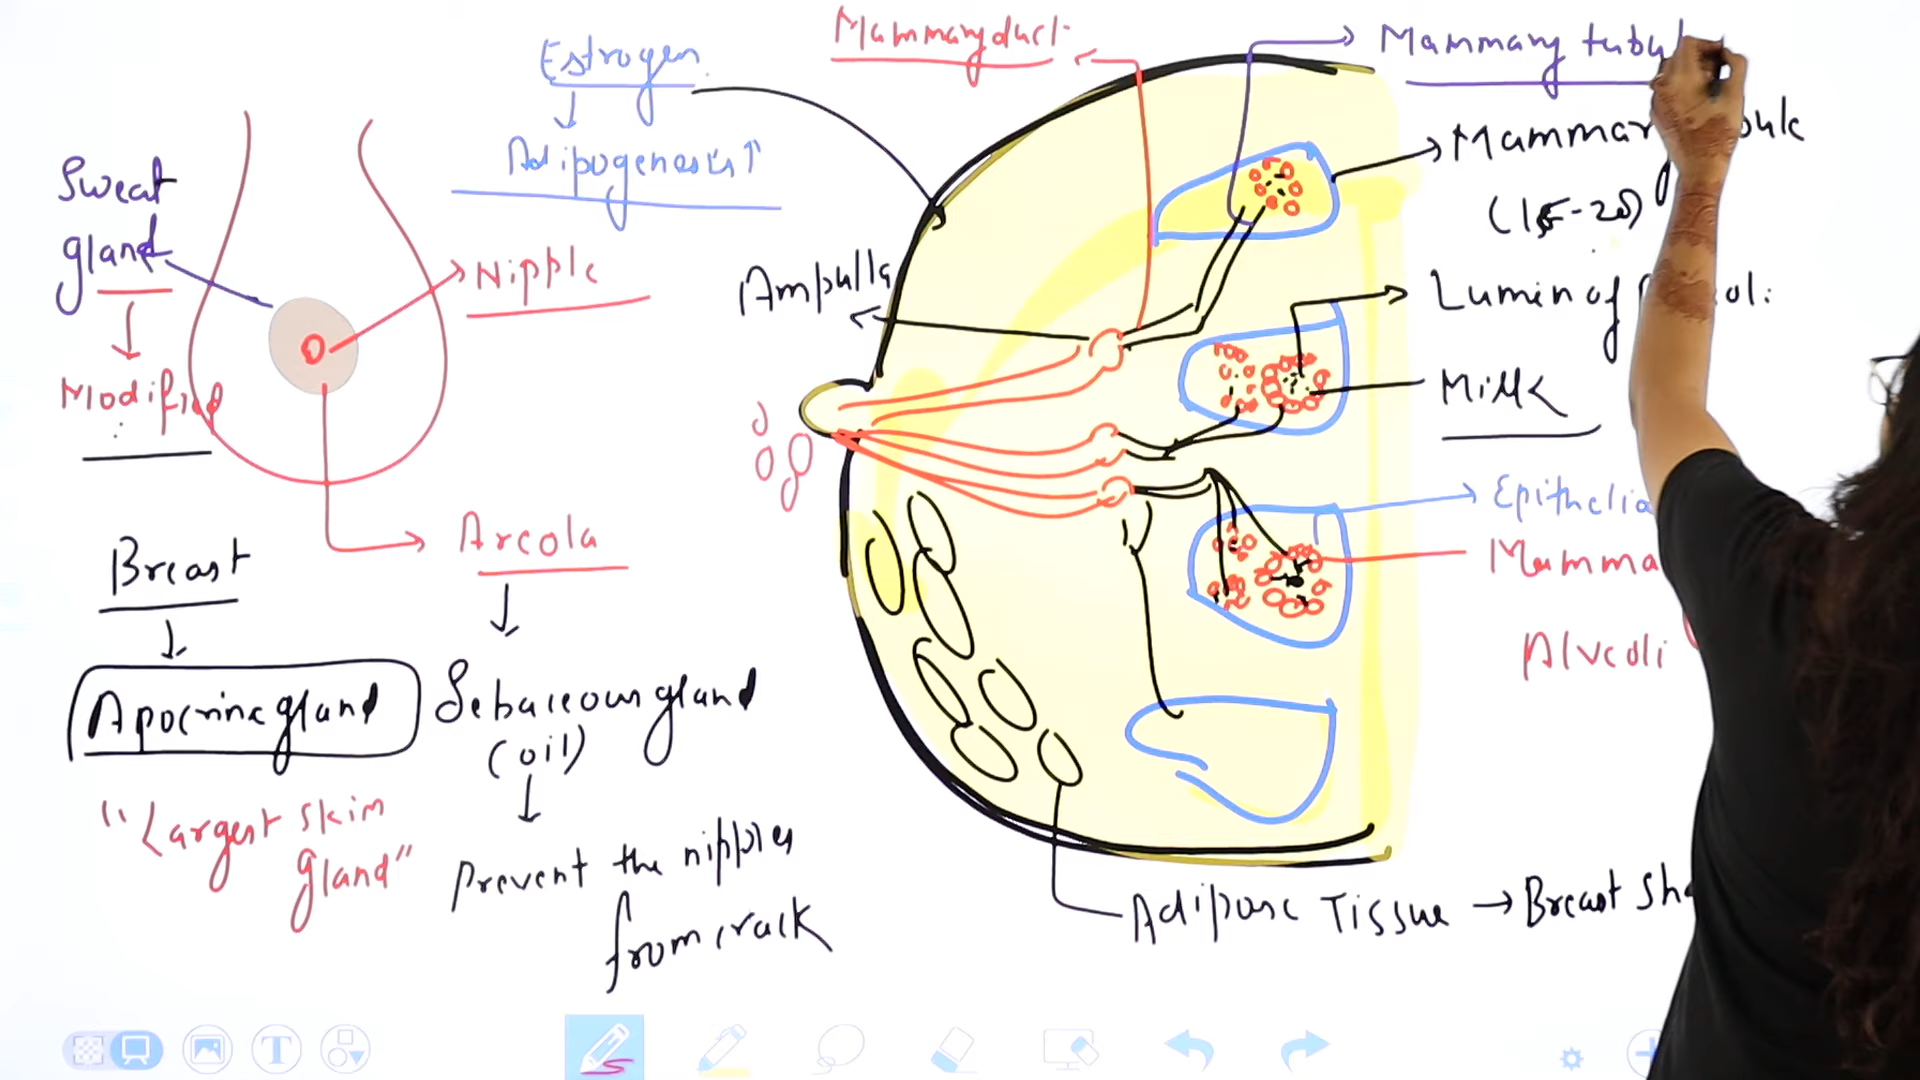 Estrogen
Adipogenesis↑
Mammary duct
Mammary tubul
Mammar
(15-20)
Sweat
gland
Modified
Nipple
Ampulla
Lumin of
Milk
Epithelia
Mamma
Alveoli
Areola
Breast
Apocrine gland
"Largest skin
gland"
Sebaceous gland
(oil)
Prevent the nipples
from crack
Adipose Tissue → Breast Sha
T